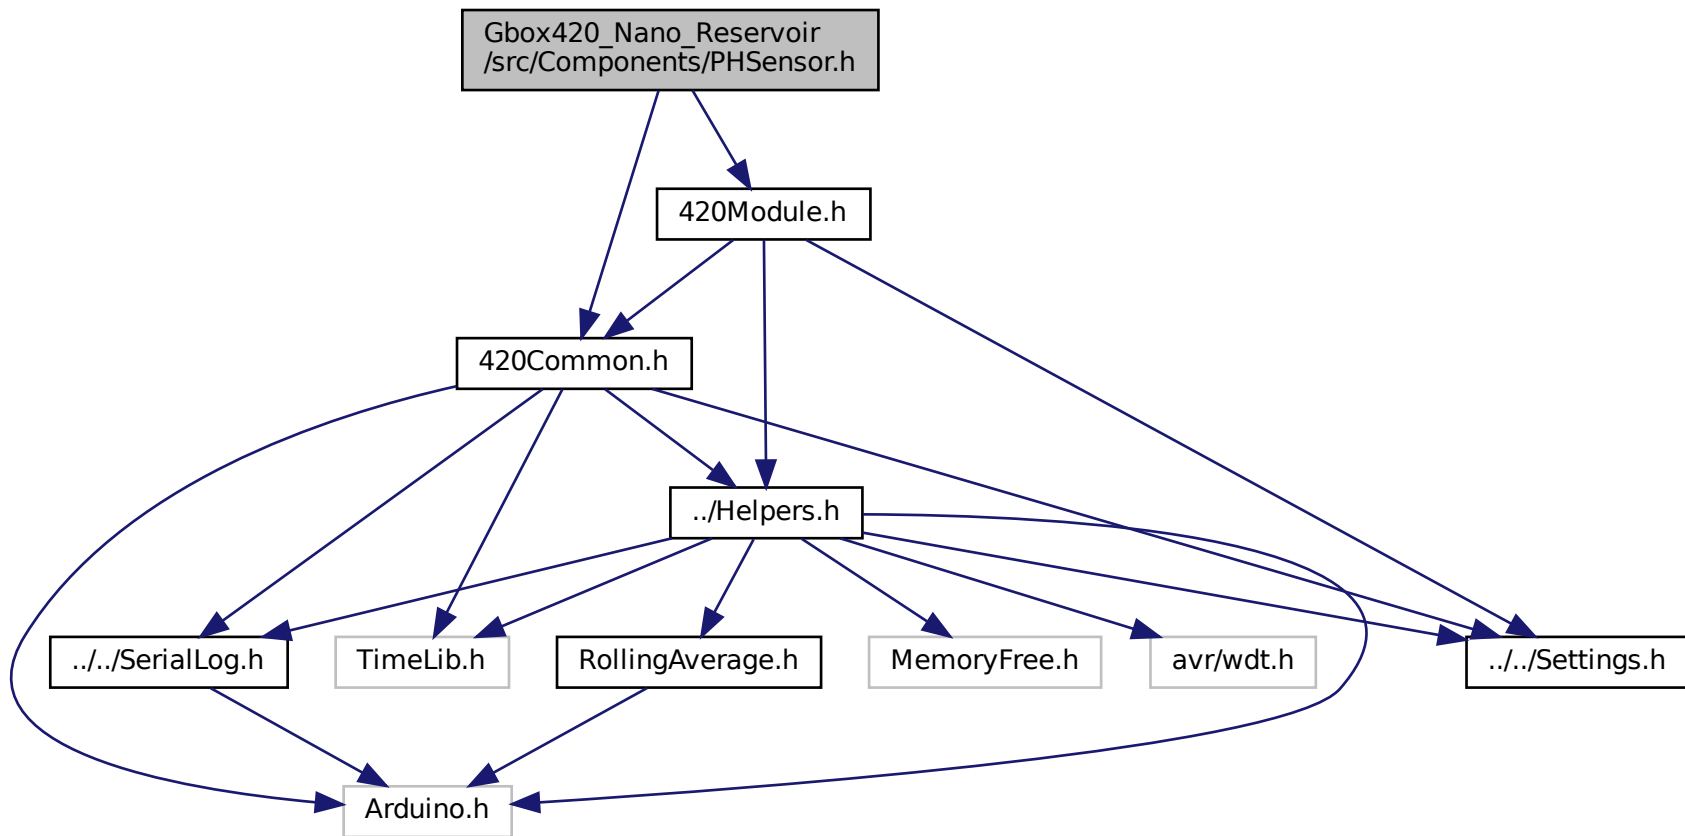 Gbox420_Nano_Reservoir
/src/Components/PHSensor.h
420Module.h
420Common.h
../Helpers.h
../../SerialLog.h
TimeLib.h
RollingAverage.h
MemoryFree.h
avr/wdt.h
../../Settings.h
Arduino.h